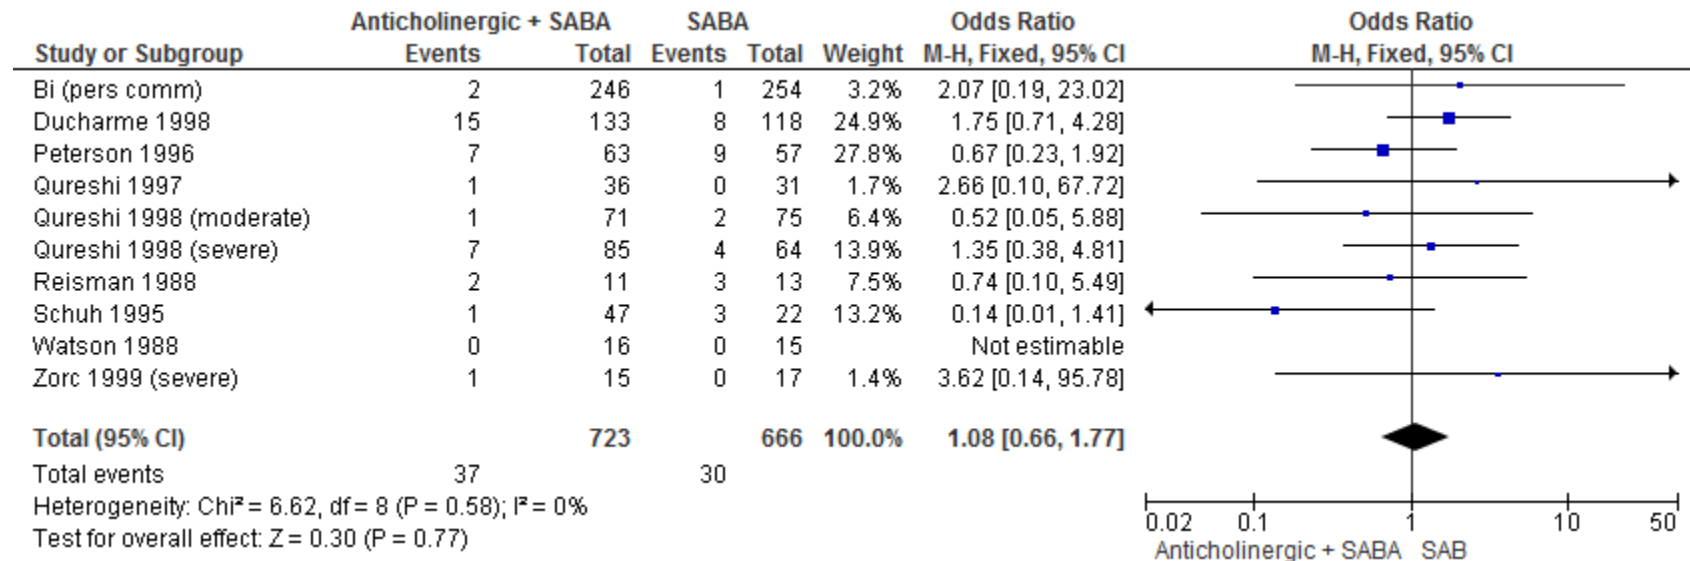 Anticholinergic + SABA SABA Odds Ratio Odds Ratio
Study or Subgroup Events Total Events Total Weight M-H, Fixed, 95% CI M-H, Fixed, 95% CI
Bi (pers comm) 2 246 1 254 3.2% 2.07 [0.19, 23.02]
Ducharme 1998 15 133 8 118 24.9% 1.75 [0.71, 4.28]
Peterson 1996 7 63 9 57 27.8% 0.67 [0.23, 1.92]
Qureshi 1997 1 36 0 31 1.7% 2.66 [0.10, 67.72]
Qureshi 1998 (moderate) 1 71 2 75 6.4% 0.52 [0.05, 5.88]
Qureshi 1998 (severe) 7 85 4 64 13.9% 1.35 [0.38, 4.81]
Reisman 1988 2 11 3 13 7.5% 0.74 [0.10, 5.49]
Schuh 1995 1 47 3 22 13.2% 0.14 [0.01, 1.41]
Watson 1988 0 16 0 15 Not estimable
Zorc 1999 (severe) 1 15 0 17 1.4% 3.62 [0.14, 95.78]
Total (95% CI) 723 666 100.0% 1.08 [0.66, 1.77]
Total events 37 30
Heterogeneity: Chi² = 6.62, df = 8 (P = 0.58); I² = 0%
Test for overall effect: Z = 0.30 (P = 0.77)
0.02 0.1 1 10 50
Anticholinergic + SABA SAB